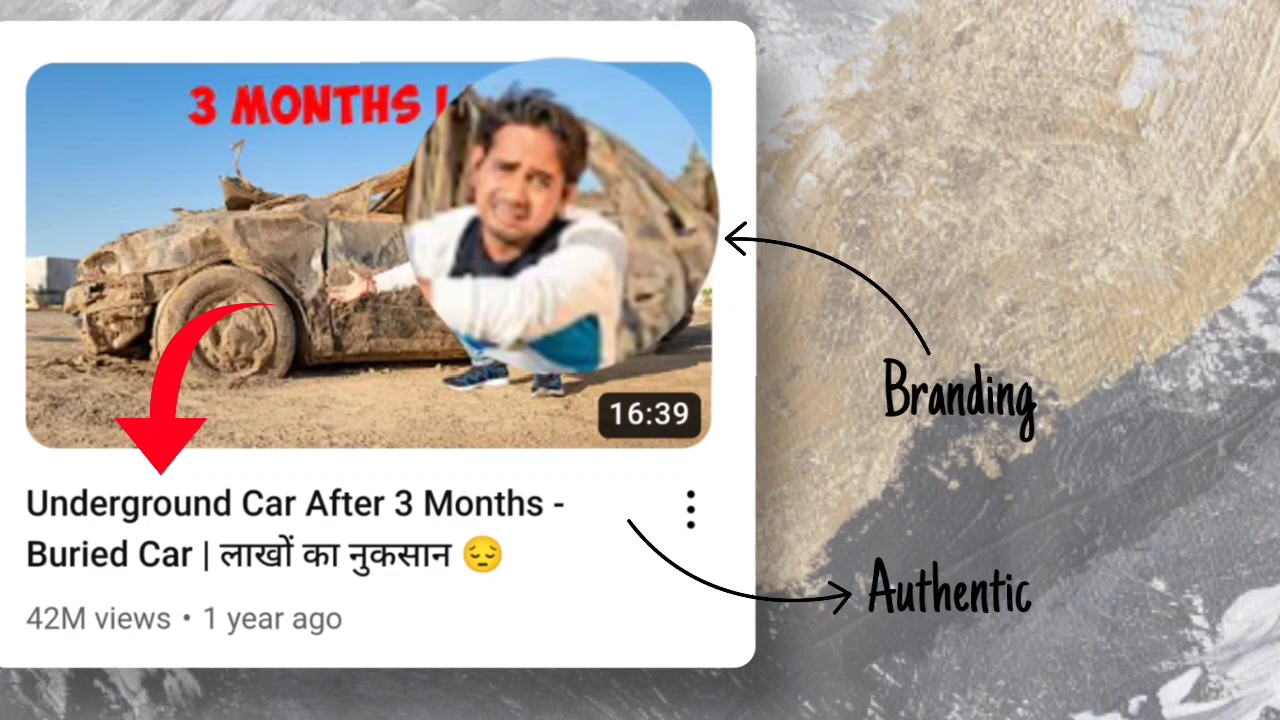 3 MONTHS
16:39
Underground Car After 3 Months -
Buried Car | लाखों का नुकसान 😔
42M views • 1 year ago
Branding
Authentic